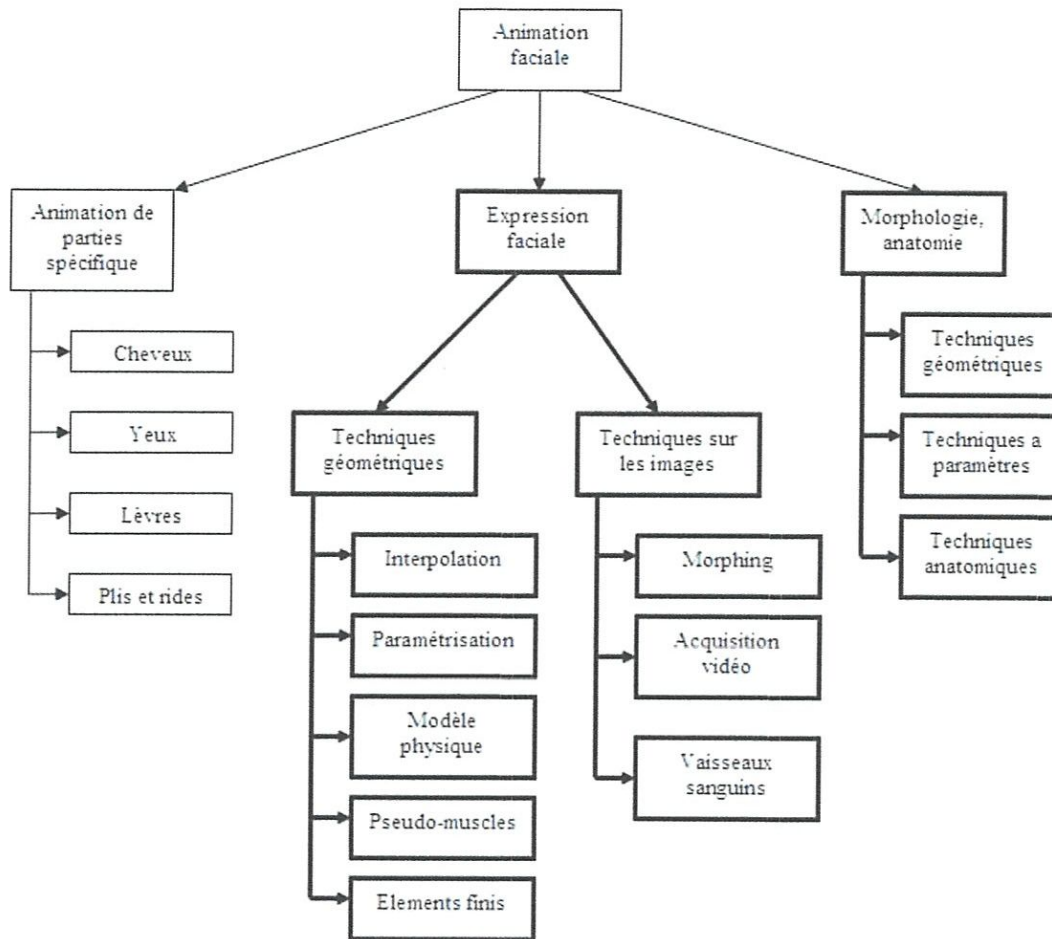 Animation
faciale
Animation de
parties
spécifique
Cheveux
Yeux
Lèvres
Plis et rides
Expression
faciale
Techniques
géométriques
Interpolation
Paramétrisation
Modèle
physique
Pseudo-muscles
Elements finis
Techniques sur
les images
Morphing
Acquisition
vidéo
Vaisseaux
sanguins
Morphologie,
anatomie
Techniques
géométriques
Techniques a
paramètres
Techniques
anatomiques